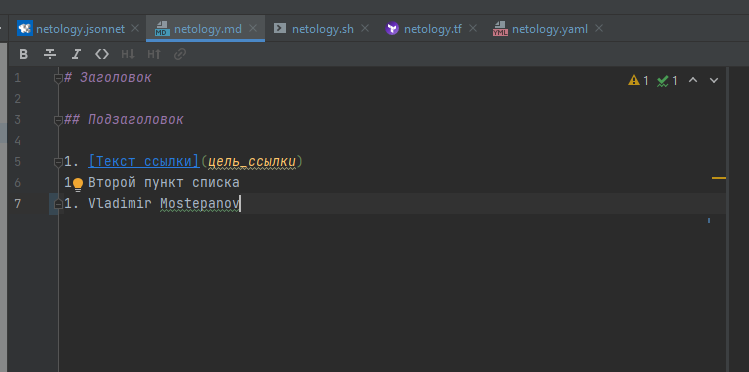 netology.jsonnet netology.md netology.sh netology.tf netology.yaml
B I <> H↓ H↑
1 # Заголовок
1 1
2
3 ## Подзаголовок
4
5 1. [Текст ссылки](цель_ссылки)
6 1 Второй пункт списка
7 1. Vladimir Mostepanov